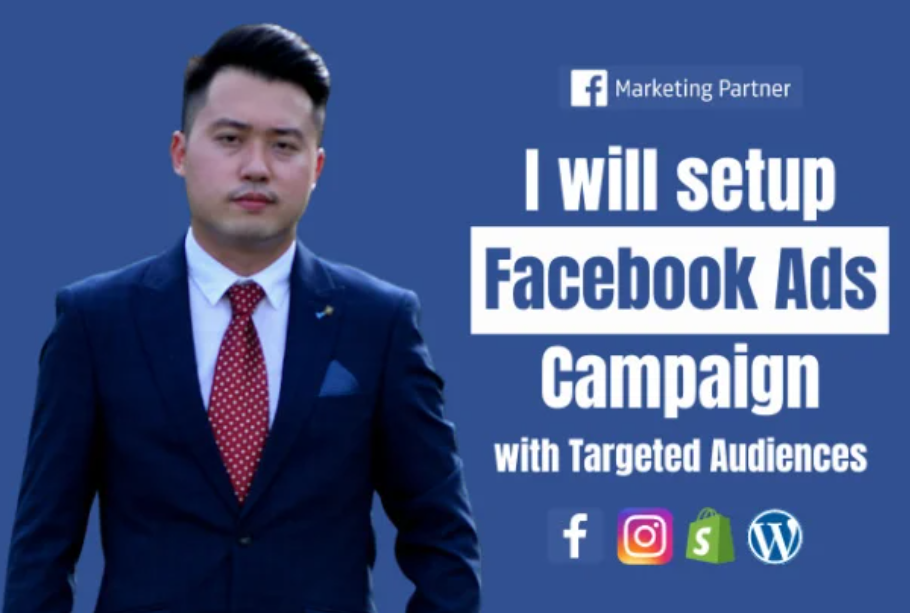 f Marketing Partner
I will setup
Facebook Ads
Campaign
with Targeted Audiences